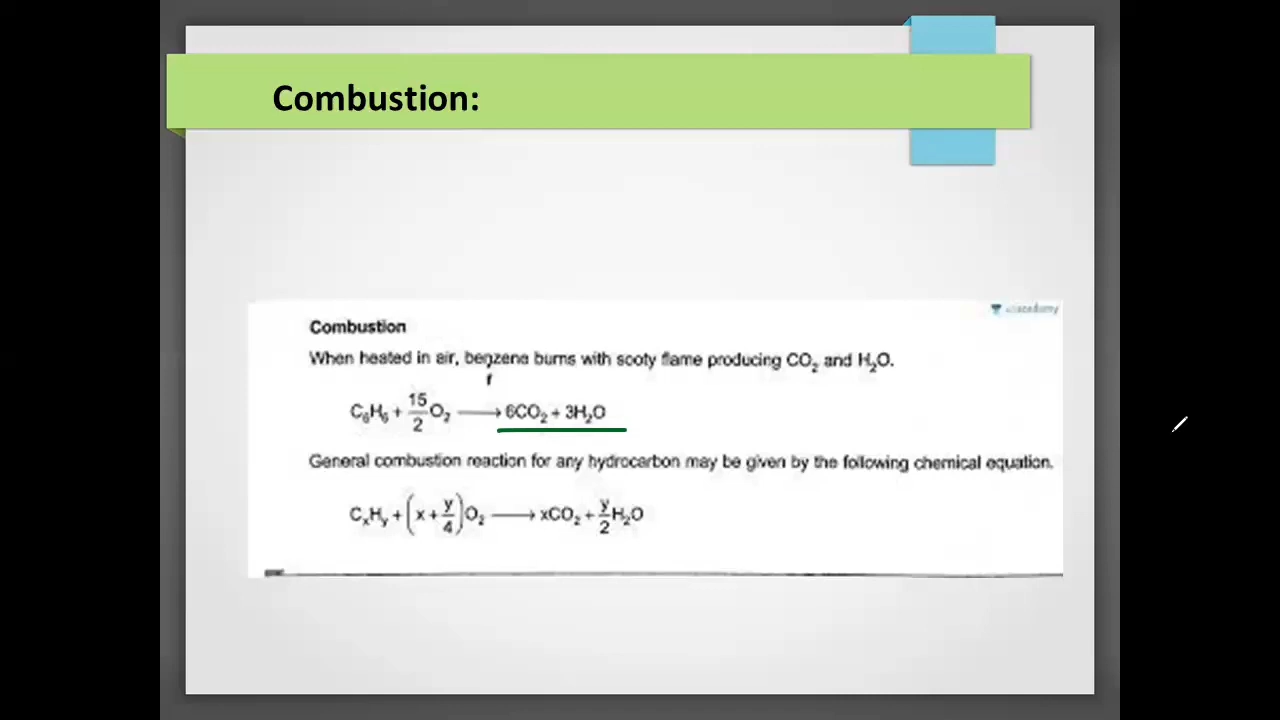 Combustion:
Combustion
When heated in air, benzene burns with sooty flame producing CO₂ and H₂O.
C₆H₆ + 15/2 O₂ ⟶ 6CO₂ + 3H₂O
General combustion reaction for any hydrocarbon may be given by the following chemical equation.
CₓHᵧ + (x + y/4) O₂ ⟶ xCO₂ + y/2 H₂O